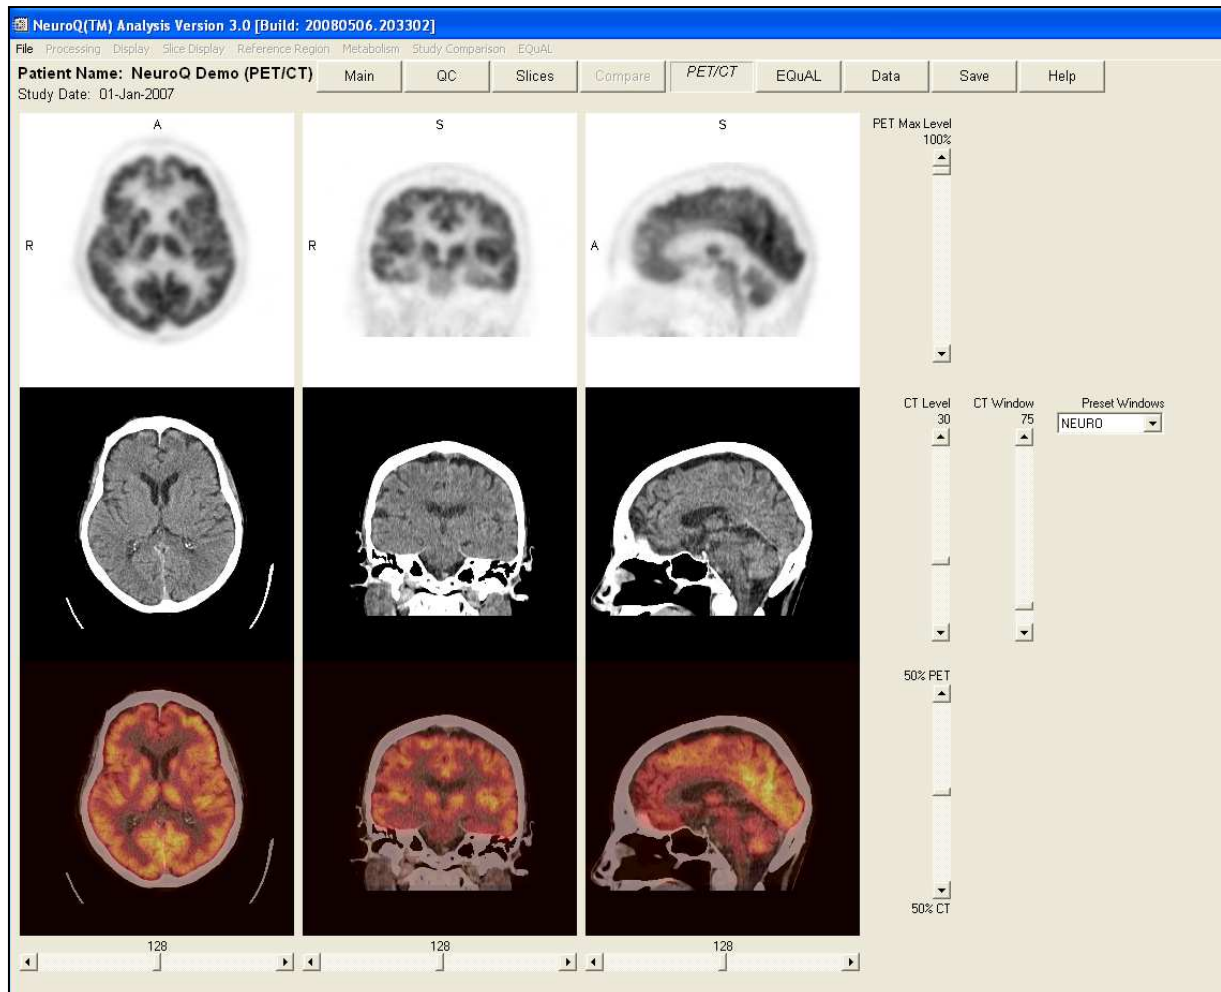 NeuroQ(TM) Analysis Version 3.0 [Build: 20080506.203302]
File Processing Display Slice Display Reference Region Metabolism Study Comparison EQuAL
Patient Name: NeuroQ Demo (PET/CT) Main QC Slices Compare PET/CT EQuAL Data Save Help
Study Date: 01-Jan-2007
A S S PET Max Level
100%
R R A
CT Level CT Window Preset Windows
30 75 NEURO
50% PET
50% CT
128 128 128